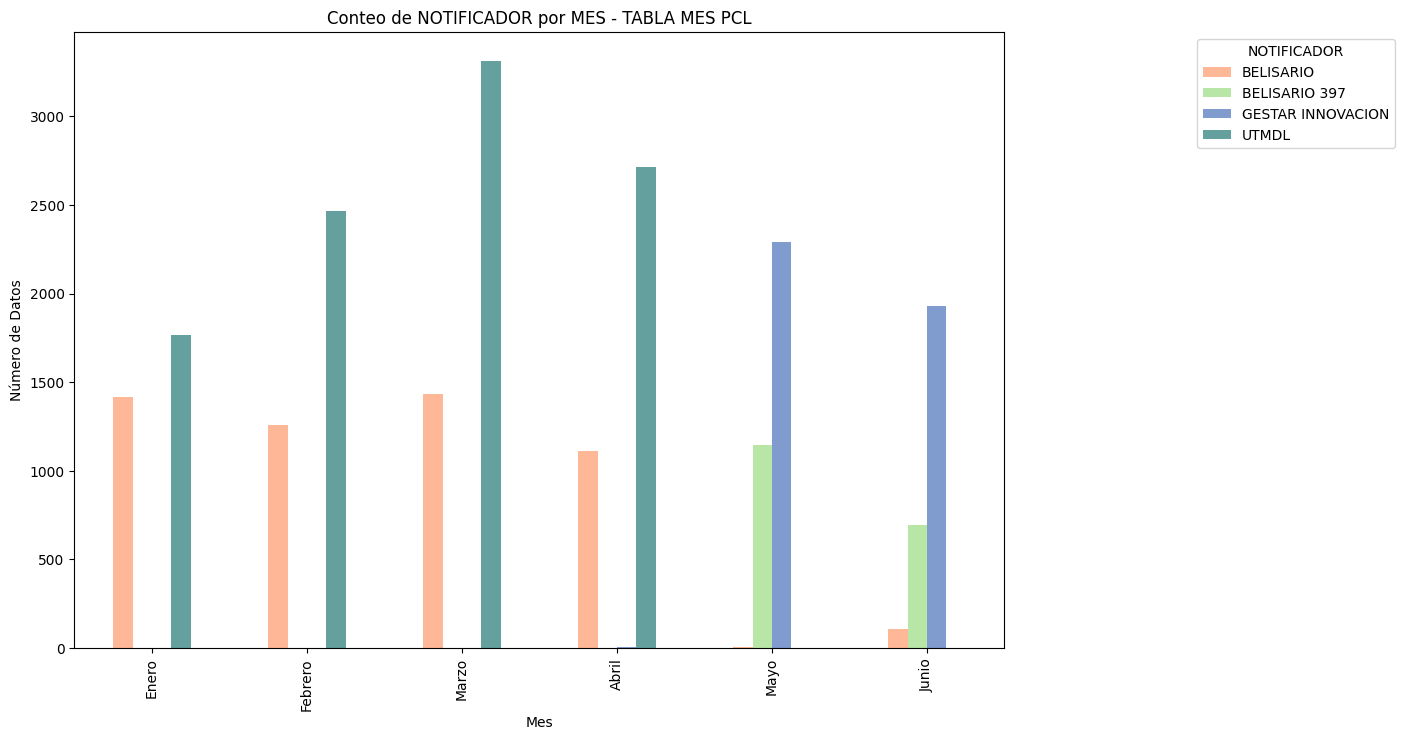 Conteo de NOTIFICADOR por MES - TABLA MES PCL
NOTIFICADOR
BELISARIO
BELISARIO 397
GESTAR INNOVACION
UTMDL
Número de Datos
3000
2500
2000
1500
1000
500
0
Enero
Febrero
Marzo
Abril
Mayo
Junio
Mes